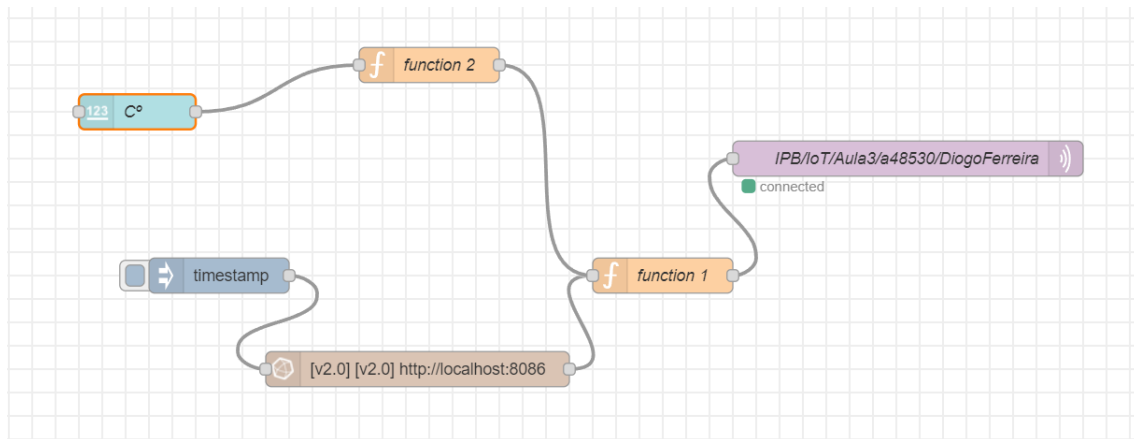 function 2
123 Cº
IPB/IoT/Aula3/a48530/DiogoFerreira
connected
timestamp
function 1
[v2.0] [v2.0] http://localhost:8086